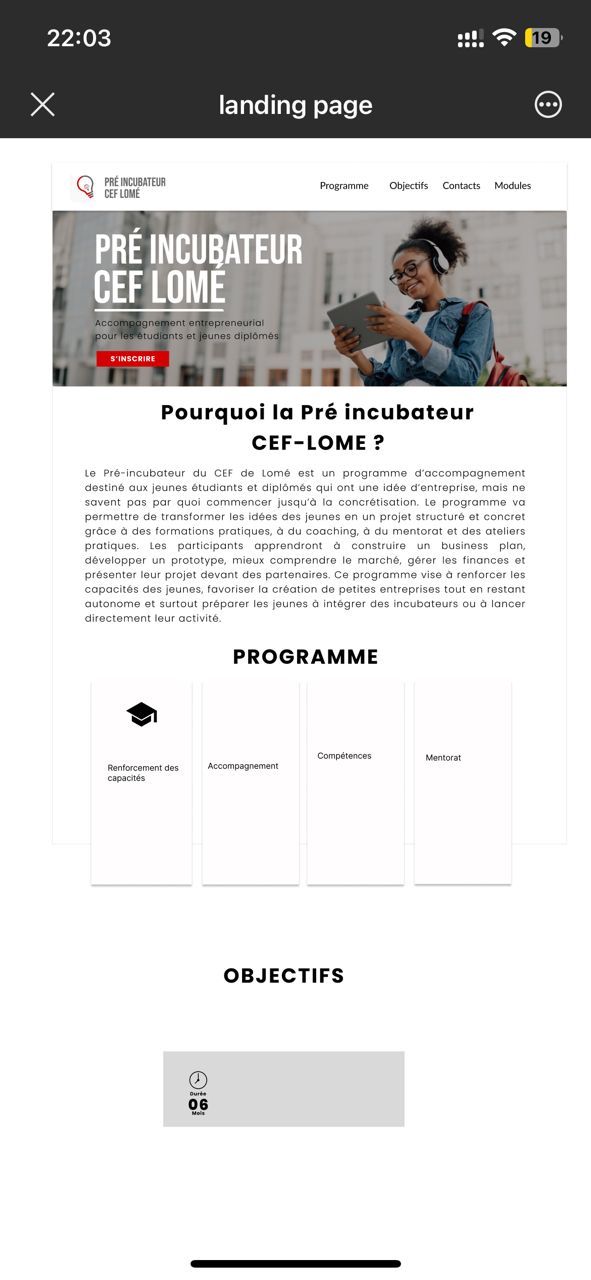 22:03
19
landing page
PRÉ INCUBATEUR
CEF LOMÉ
Programme Objectifs Contacts Modules
PRÉ INCUBATEUR
CEF LOMÉ
Accompagnement entrepreneurial
pour les étudiants et jeunes diplômés
S'INSCRIRE
Pourquoi la Pré incubateur
CEF-LOME ?
Le Pré-incubateur du CEF de Lomé est un programme d'accompagnement
destiné aux jeunes étudiants et diplômés qui ont une idée d'entreprise, mais ne
savent pas par quoi commencer jusqu'à la concrétisation. Le programme va
permettre de transformer les idées des jeunes en un projet structuré et concret
grâce à des formations pratiques, à du coaching, à du mentorat et des ateliers
pratiques. Les participants apprendront à construire un business plan,
développer un prototype, mieux comprendre le marché, gérer les finances et
présenter leur projet devant des partenaires. Ce programme vise à renforcer les
capacités des jeunes, favoriser la création de petites entreprises tout en restant
autonome et surtout préparer les jeunes à intégrer des incubateurs ou à lancer
directement leur activité.
PROGRAMME
Renforcement des
capacités
Accompagnement
Compétences
Mentorat
OBJECTIFS
Durée
06
Mois